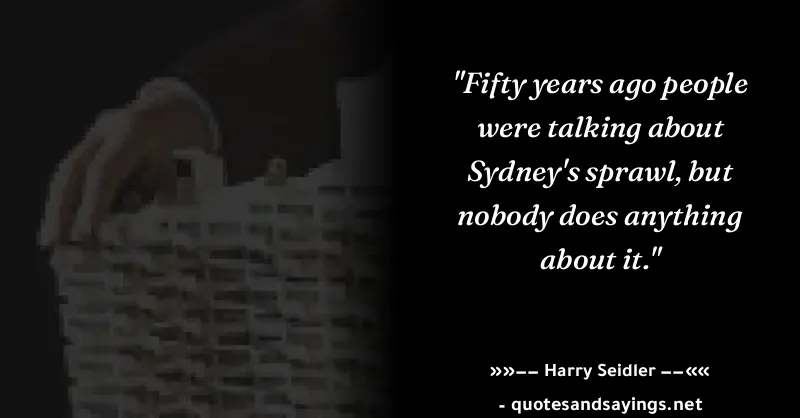 "Fifty years ago people
were talking about
Sydney's sprawl, but
nobody does anything
about it."
»»−− Harry Seidler −−««
- quotesandsayings.net